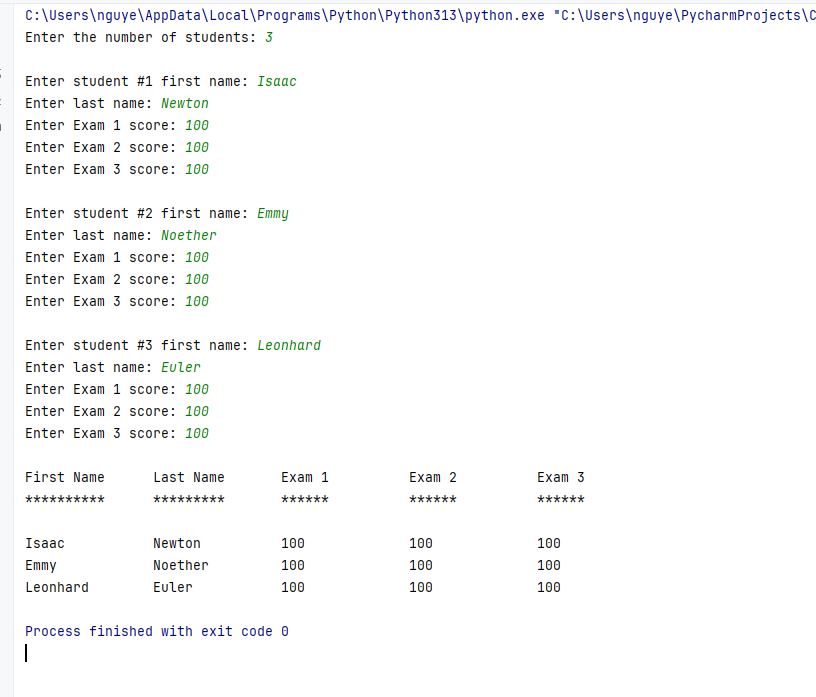 C:\Users\nguye\AppData\Local\Programs\Python\Python313\python.exe "C:\Users\nguye\PycharmProjects\C
Enter the number of students: 3
Enter student #1 first name: Isaac
Enter last name: Newton
Enter Exam 1 score: 100
Enter Exam 2 score: 100
Enter Exam 3 score: 100
Enter student #2 first name: Emmy
Enter last name: Noether
Enter Exam 1 score: 100
Enter Exam 2 score: 100
Enter Exam 3 score: 100
Enter student #3 first name: Leonhard
Enter last name: Euler
Enter Exam 1 score: 100
Enter Exam 2 score: 100
Enter Exam 3 score: 100
First Name      Last Name       Exam 1          Exam 2          Exam 3
**********      *********       ******          ******          ******
Isaac           Newton          100             100             100
Emmy            Noether         100             100             100
Leonhard        Euler           100             100             100
Process finished with exit code 0